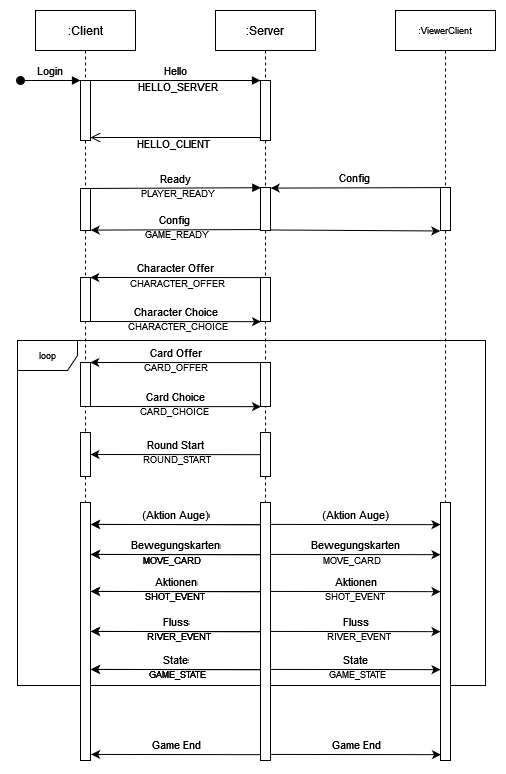 :Client
:Server
:ViewerClient
Login
Hello
HELLO_SERVER
HELLO_CLIENT
Ready
PLAYER_READY
Config
Config
GAME_READY
Character Offer
CHARACTER_OFFER
Character Choice
CHARACTER_CHOICE
loop
Card Offer
CARD_OFFER
Card Choice
CARD_CHOICE
Round Start
ROUND_START
(Aktion Auge)
(Aktion Auge)
Bewegungskarten
MOVE_CARD
Bewegungskarten
MOVE_CARD
Aktionen
SHOT_EVENT
Aktionen
SHOT_EVENT
Fluss
RIVER_EVENT
Fluss
RIVER_EVENT
State
GAME_STATE
State
GAME_STATE
Game End
Game End